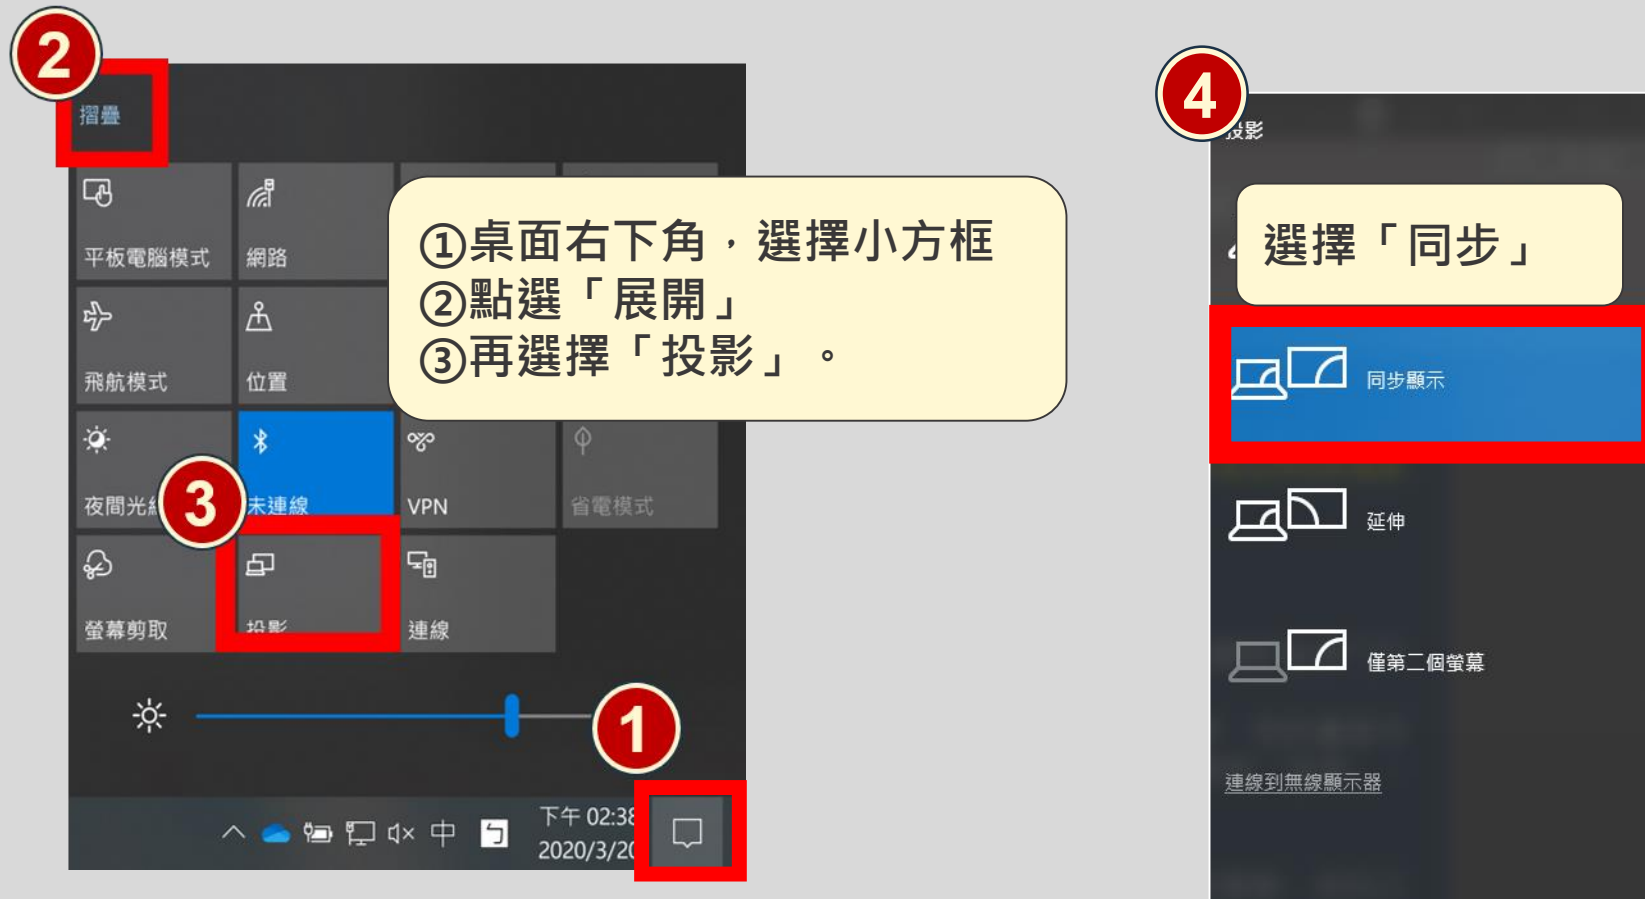 2
摺疊
平板電腦模式
網路
①桌面右下角，選擇小方框
②點選「展開」
③再選擇「投影」。
飛航模式
位置
夜間光
3
未連線
VPN
省電模式
螢幕剪取
投影
連線
1
中
ㄅ
下午 02:38
2020/3/20
4
投影
選擇「同步」
同步顯示
延伸
僅第二個螢幕
連線到無線顯示器